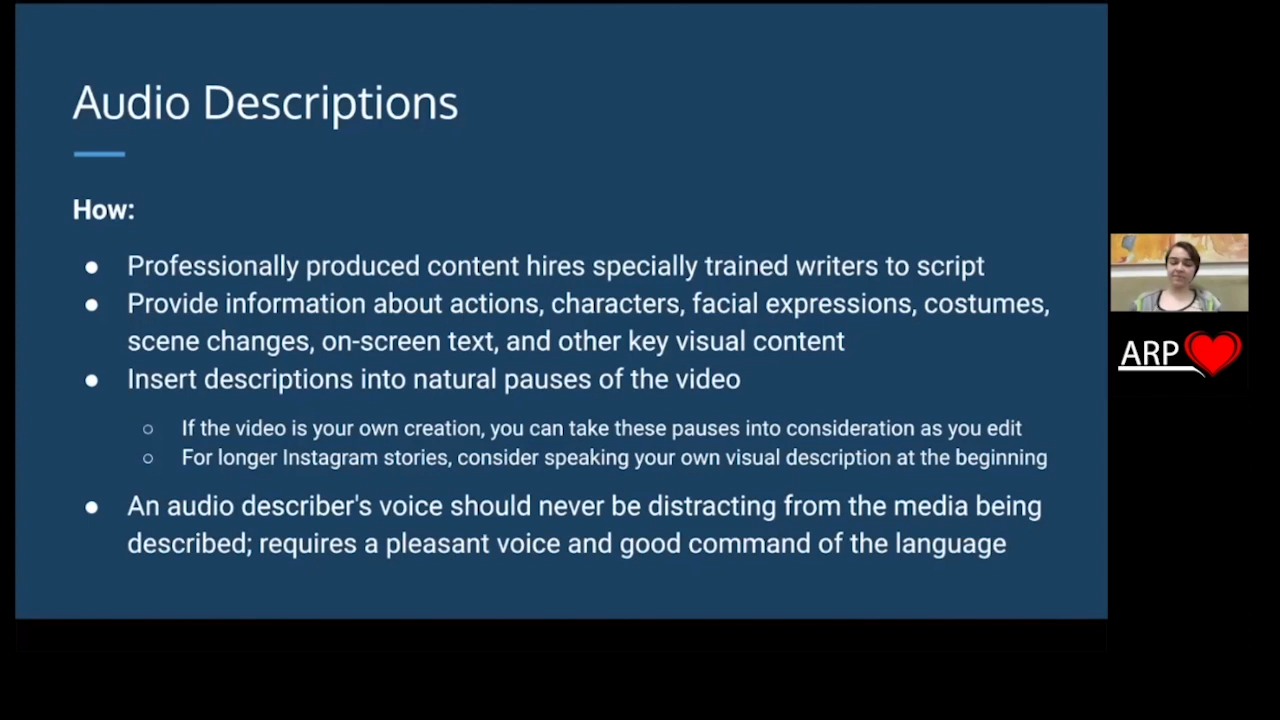 Audio Descriptions
How:
● Professionally produced content hires specially trained writers to script
● Provide information about actions, characters, facial expressions, costumes,
scene changes, on-screen text, and other key visual content
● Insert descriptions into natural pauses of the video
○ If the video is your own creation, you can take these pauses into consideration as you edit
○ For longer Instagram stories, consider speaking your own visual description at the beginning
● An audio describer's voice should never be distracting from the media being
described; requires a pleasant voice and good command of the language
ARP